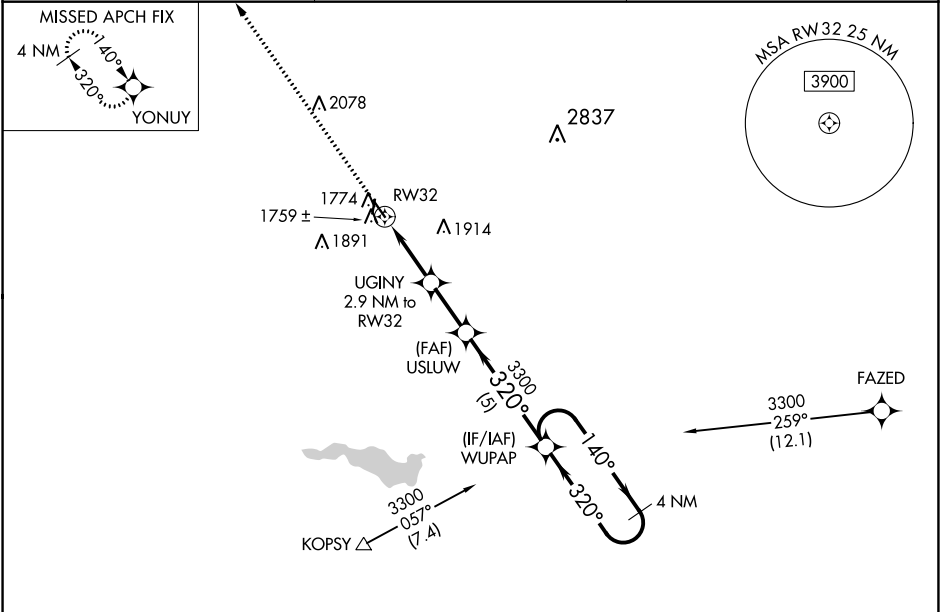 MISSED APCH FIX
4 NM
140°
320°
YONUY
MSA RW32 25 NM
3900
2078
2837
1774
RW32
1759 ±
1891
1914
UGINY
2.9 NM to
RW32
(FAF)
USLUW
3300
320°
(5)
FAZED
3300
259°
(12.1)
(IF/IAF)
WUPAP
140°
320°
4 NM
3300
057°
(7.4)
KOPSY